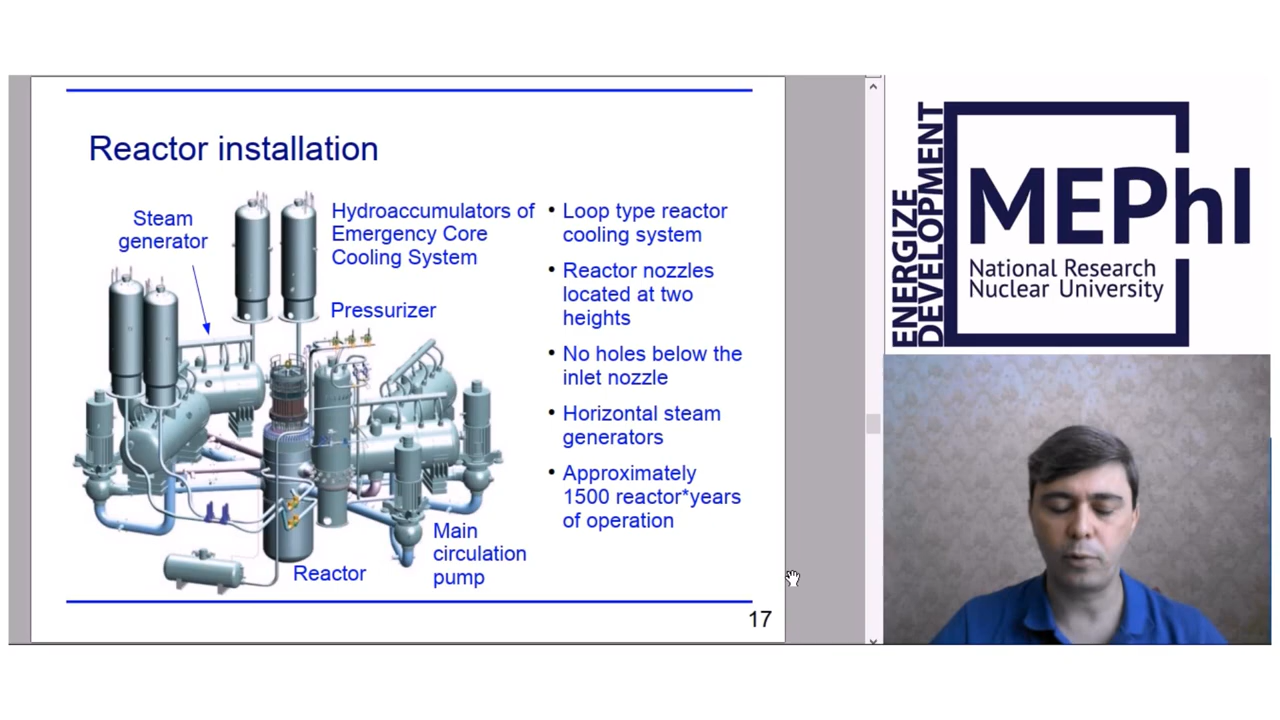 Reactor installation
Steam
generator
Hydroaccumulators of
Emergency Core
Cooling System
Pressurizer
Main
circulation
pump
Reactor
• Loop type reactor
cooling system
• Reactor nozzles
located at two
heights
• No holes below the
inlet nozzle
• Horizontal steam
generators
• Approximately
1500 reactor*years
of operation
17
ENERGIZE
DEVELOPMENT
MEPhI
National Research
Nuclear University